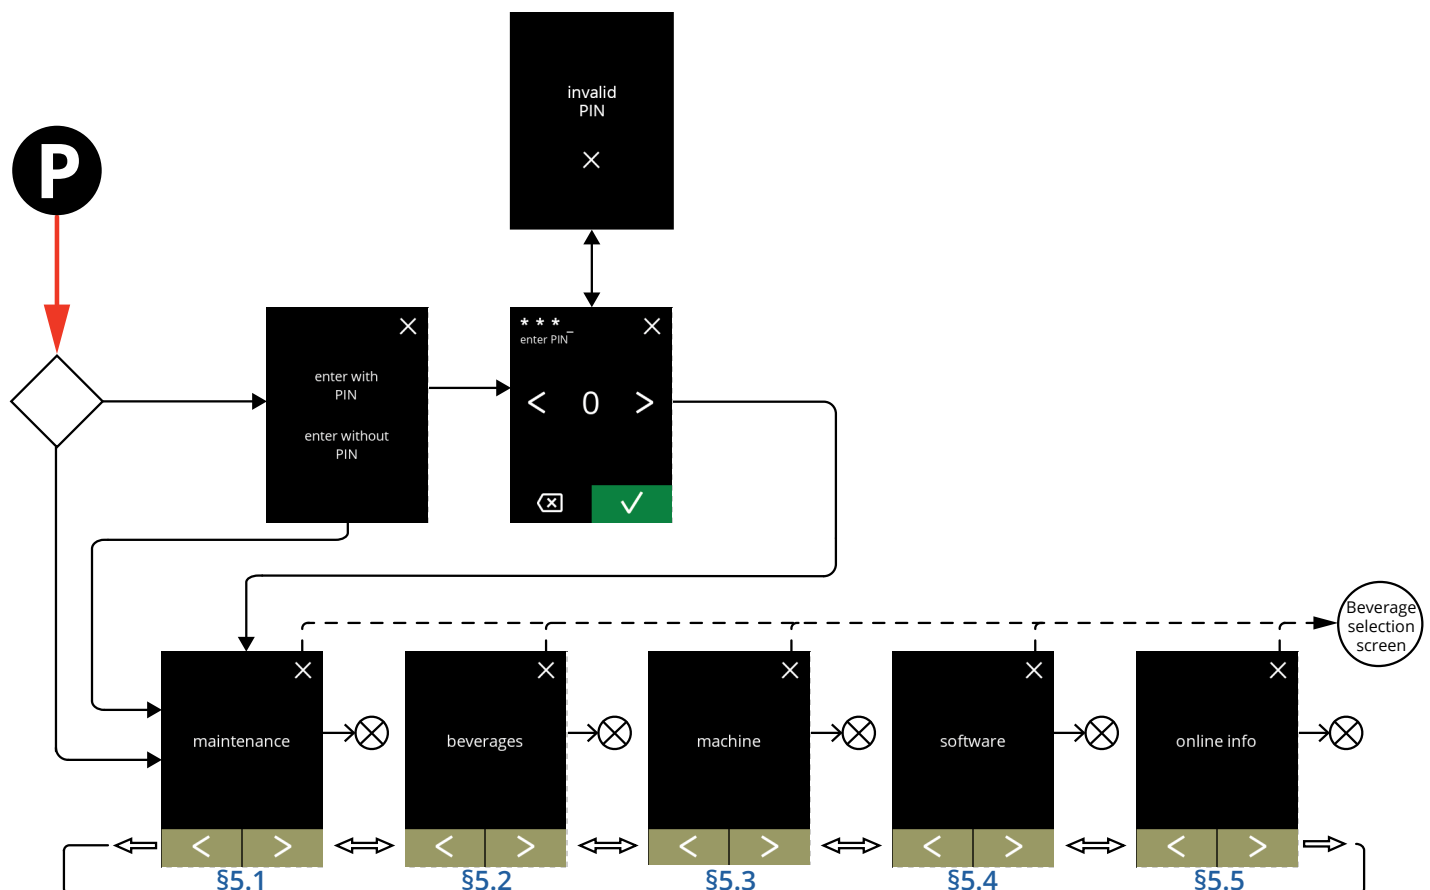 invalid
PIN
P
* * * _
enter PIN
enter with
PIN
enter without
PIN
< 0 >
Beverage
selection
screen
maintenance
beverages
machine
software
online info
< >
< >
< >
< >
< >
§5.1
§5.2
§5.3
§5.4
§5.5